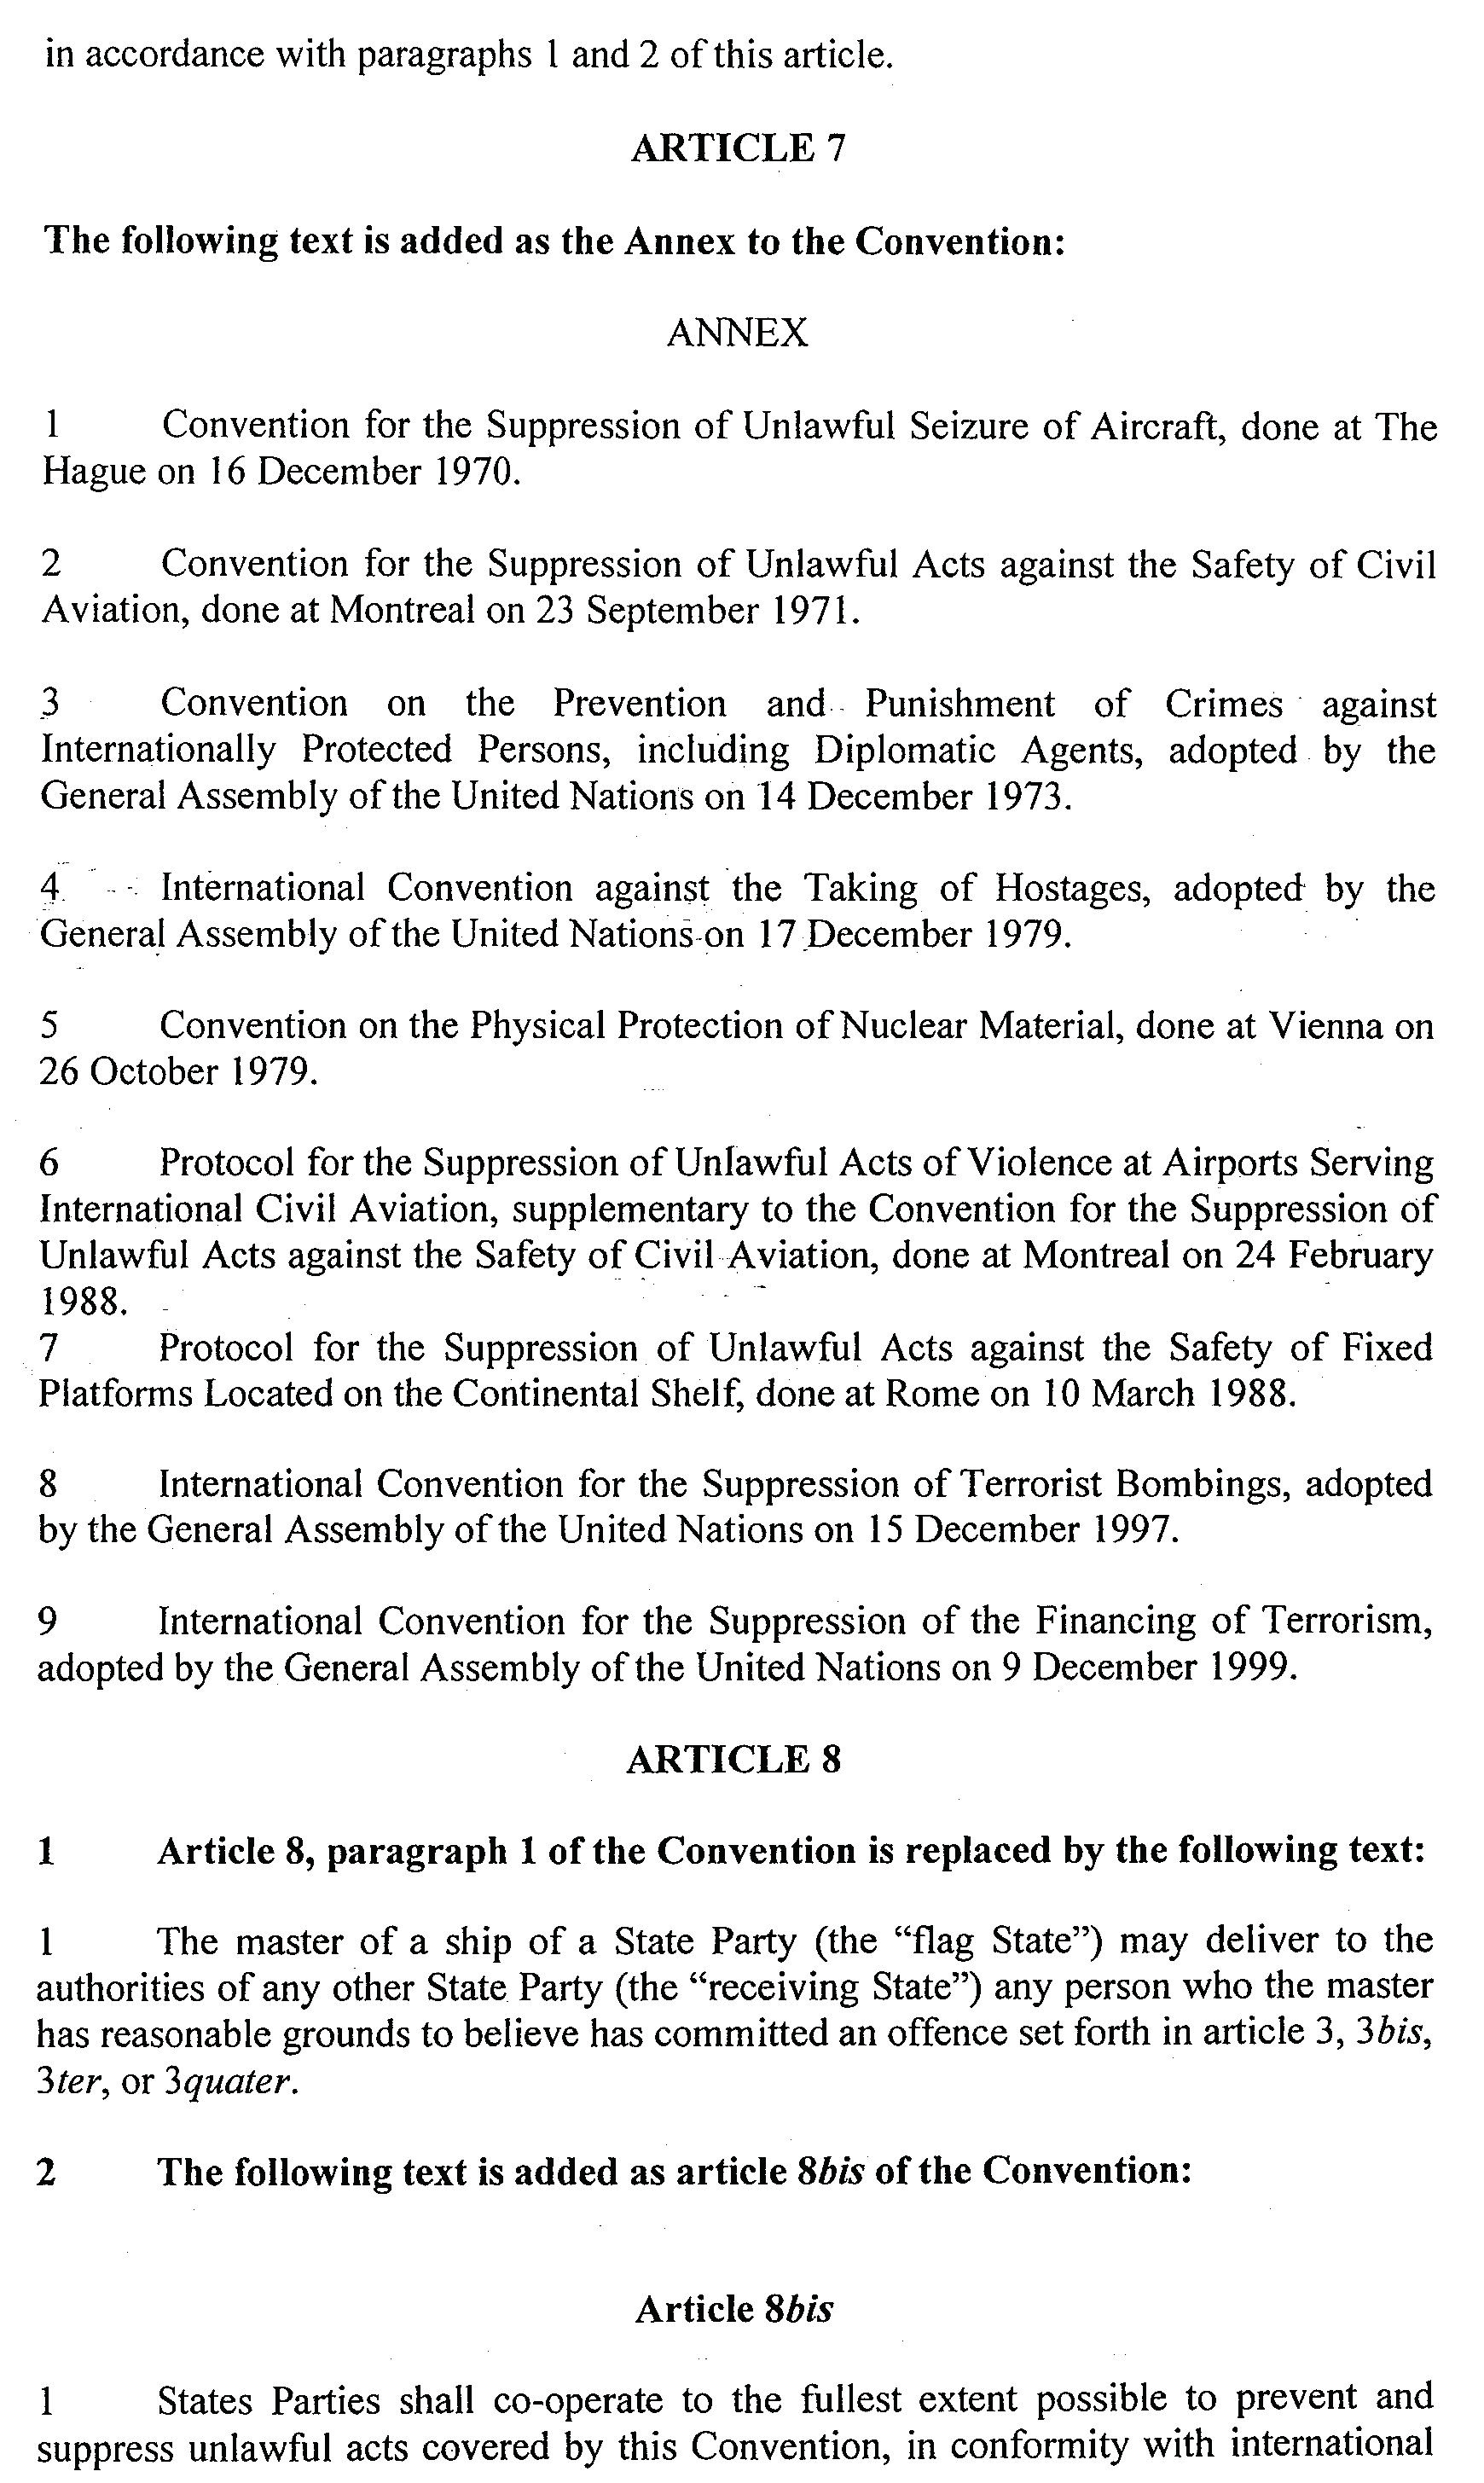 in accordance with paragraphs 1 and 2 of this article.
ARTICLE 7
The following text is added as the Annex to the Convention:
ANNEX
1 Convention for the Suppression of Unlawful Seizure of Aircraft, done at The
Hague on 16 December 1970.
2 Convention for the Suppression of Unlawful Acts against the Safety of Civil
Aviation, done at Montreal on 23 September 1971.
3 Convention on the Prevention and Punishment of Crimes against
Internationally Protected Persons, including Diplomatic Agents, adopted by the
General Assembly of the United Nations on 14 December 1973.
4 International Convention against the Taking of Hostages, adopted by the
General Assembly of the United Nations on 17 December 1979.
5 Convention on the Physical Protection of Nuclear Material, done at Vienna on
26 October 1979.
6 Protocol for the Suppression of Unlawful Acts of Violence at Airports Serving
International Civil Aviation, supplementary to the Convention for the Suppression of
Unlawful Acts against the Safety of Civil Aviation, done at Montreal on 24 February
1988.
7 Protocol for the Suppression of Unlawful Acts against the Safety of Fixed
Platforms Located on the Continental Shelf, done at Rome on 10 March 1988.
8 International Convention for the Suppression of Terrorist Bombings, adopted
by the General Assembly of the United Nations on 15 December 1997.
9 International Convention for the Suppression of the Financing of Terrorism,
adopted by the General Assembly of the United Nations on 9 December 1999.
ARTICLE 8
1 Article 8, paragraph 1 of the Convention is replaced by the following text:
1 The master of a ship of a State Party (the “flag State”) may deliver to the
authorities of any other State Party (the “receiving State”) any person who the master
has reasonable grounds to believe has committed an offence set forth in article 3, 3bis,
3ter, or 3quater.
2 The following text is added as article 8bis of the Convention:
Article 8bis
1 States Parties shall co-operate to the fullest extent possible to prevent and
suppress unlawful acts covered by this Convention, in conformity with international